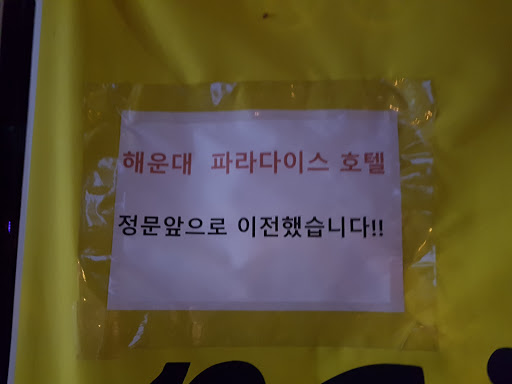 해운대 파라다이스 호텔
정문앞으로 이전했습니다!!